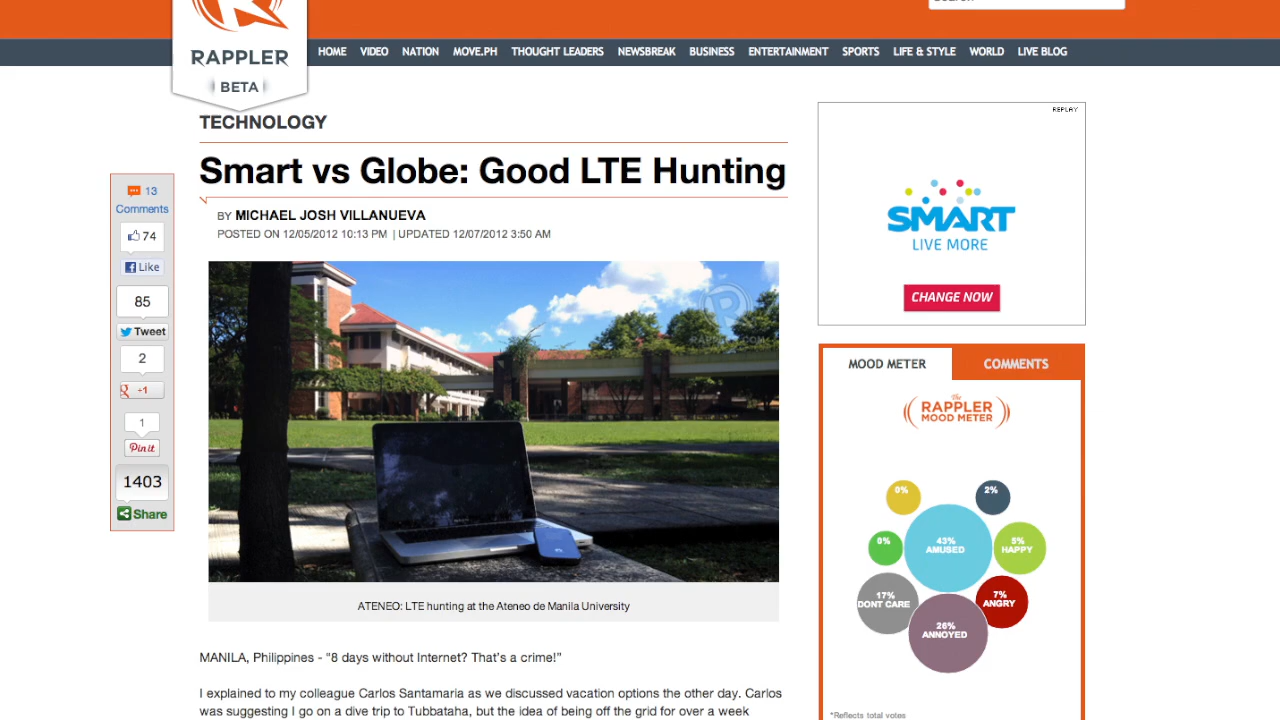 RAPPLER
BETA
HOME VIDEO NATION MOVE.PH THOUGHT LEADERS NEWSBREAK BUSINESS ENTERTAINMENT SPORTS LIFE & STYLE WORLD LIVE BLOG
TECHNOLOGY
Smart vs Globe: Good LTE Hunting
BY MICHAEL JOSH VILLANUEVA
POSTED ON 12/05/2012 10:13 PM | UPDATED 12/07/2012 3:50 AM
13
Comments
74
Like
85
Tweet
2
+1
1
Pin it
1403
Share
ATENEO: LTE hunting at the Ateneo de Manila University
MANILA, Philippines - "8 days without Internet? That's a crime!"
I explained to my colleague Carlos Santamaria as we discussed vacation options the other day. Carlos
was suggesting I go on a dive trip to Tubbataha, but the idea of being off the grid for over a week
REPLAY
SMART
LIVE MORE
CHANGE NOW
MOOD METER COMMENTS
The
RAPPLER
MOOD METER
0%
2%
0%
43%
AMUSED
5%
HAPPY
17%
DONT CARE
7%
ANGRY
26%
ANNOYED
*Reflects total votes